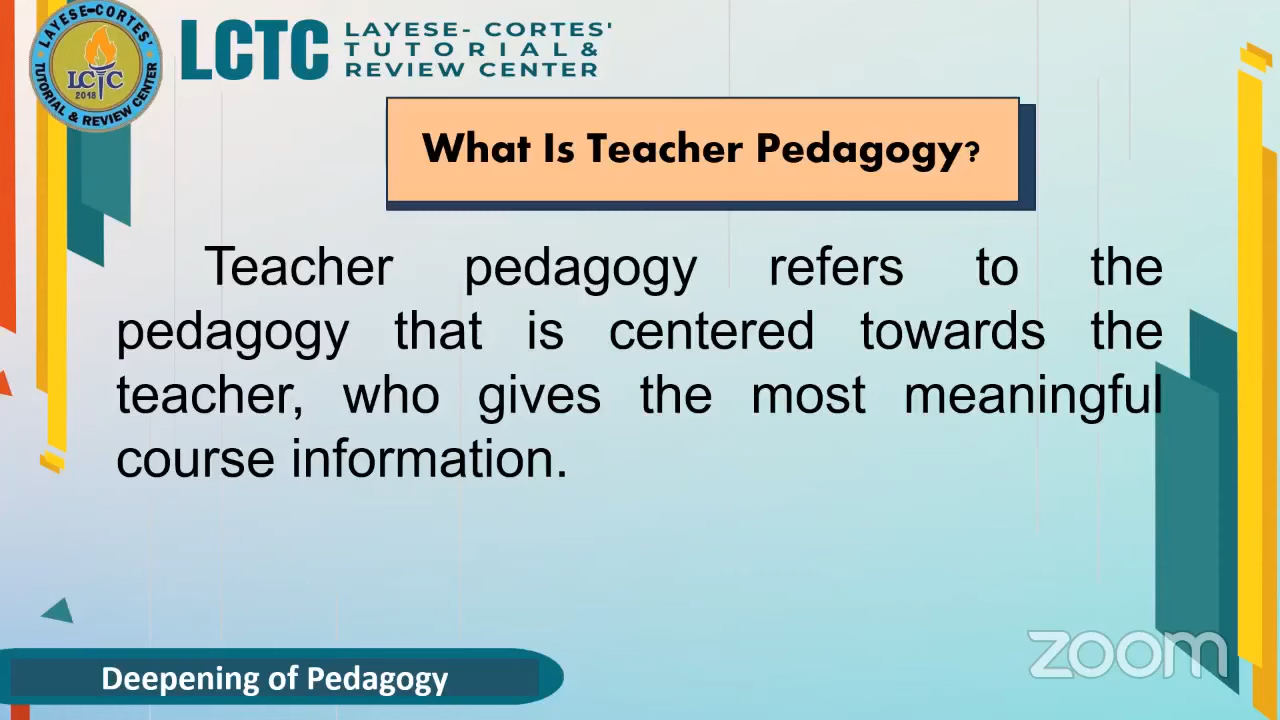 LAYESE-CORTES'
TUTORIAL & REVIEW CENTER
LCTC
2018
LCTC
LAYESE- CORTES'
TUTORIAL &
REVIEW CENTER
What Is Teacher Pedagogy?
Teacher pedagogy refers to the
pedagogy that is centered towards the
teacher, who gives the most meaningful
course information.
zoom
Deepening of Pedagogy